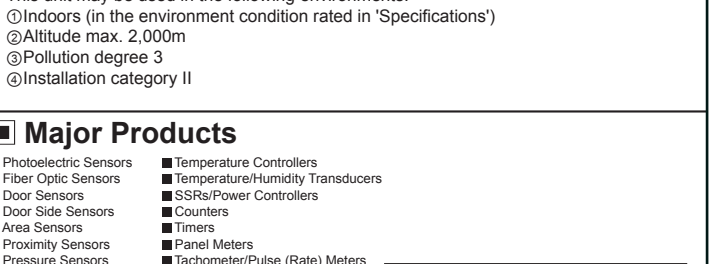 This unit may be used in the following environments.
①Indoors (in the environment condition rated in 'Specifications')
②Altitude max. 2,000m
③Pollution degree 3
④Installation category II
■ Major Products
Photoelectric Sensors ■Temperature Controllers
Fiber Optic Sensors ■Temperature/Humidity Transducers
Door Sensors ■SSRs/Power Controllers
Door Side Sensors ■Counters
Area Sensors ■Timers
Proximity Sensors ■Panel Meters
Pressure Sensors ■Tachometer/Pulse (Rate) Meters